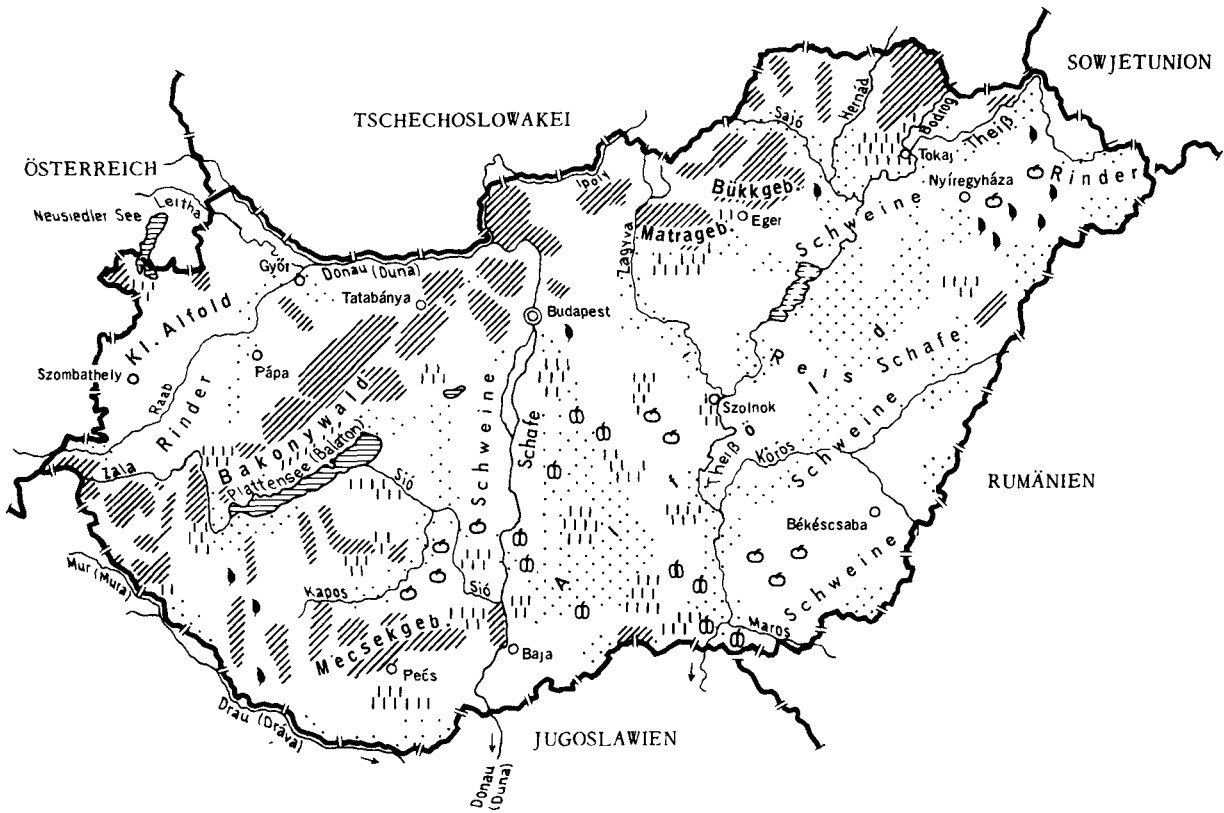 SOWJETUNION
TSCHECHOSLOWAKEI
ÖSTERREICH
Neusiedler See
Leitha
Sajó
Hernád
Bodrog
Theiß
Tokaj
Ipoly
Bükkgeb.
Nyíregyháza
Rinder
Eger
Matrageb.
Zagyva
Schweine
Győr
Donau (Duna)
Tatabánya
Budapest
Kl. Alföld
Szombathely
Pápa
Raab
Rinder
Bakonywald
Plattensee (Balaton)
Zala
Sió
Schweine
Schafe
Szolnok
Theiß
Körös
Rels
d
Schafe
Schweine
Ö
f
l
A
RUMÄNIEN
Békéscsaba
Schweine
Maros
Mur (Mura)
Kapos
Sió
Mecsekgeb.
Pećs
Baja
Drau (Dráva)
JUGOSLAWIEN
Donau
(Duna)